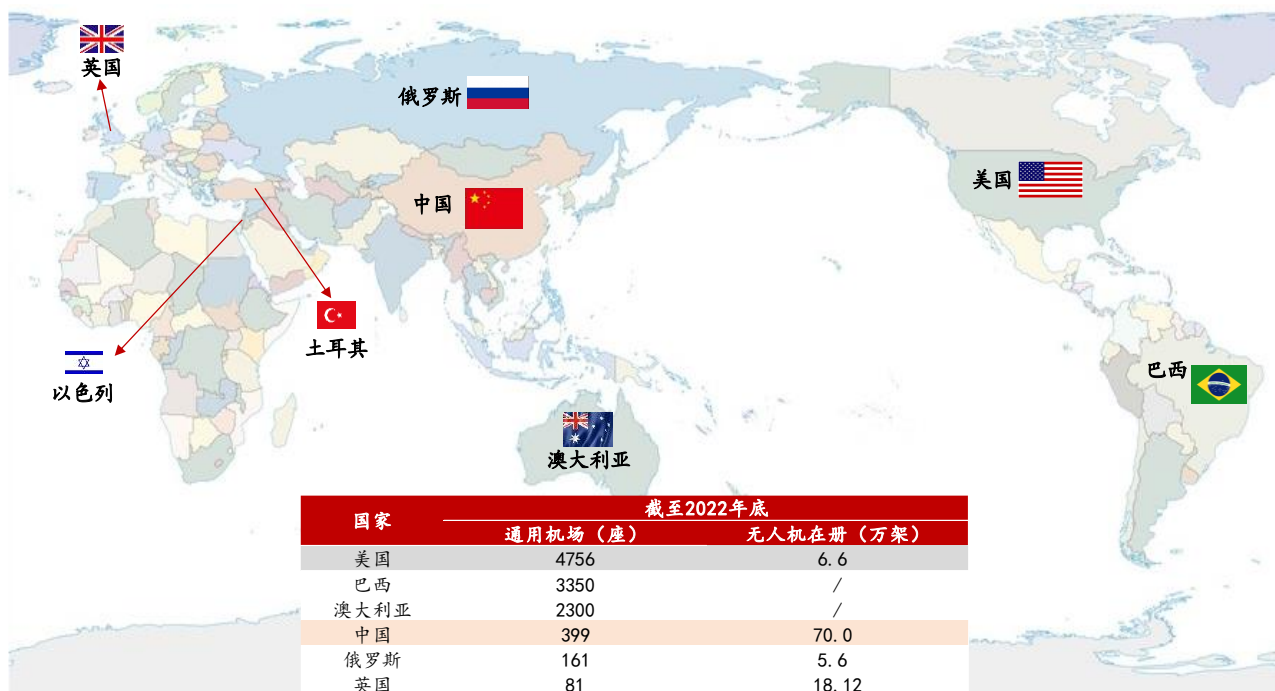 英国
俄罗斯
中国
美国
土耳其
以色列
巴西
澳大利亚
国家 截至2022年底
通用机场（座） 无人机在册（万架）
美国 4756 6.6
巴西 3350 /
澳大利亚 2300 /
中国 399 70.0
俄罗斯 161 5.6
英国 81 18.12